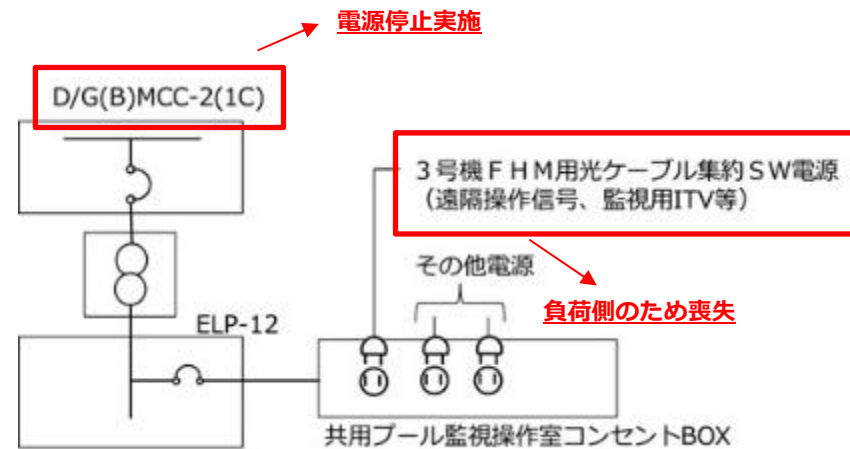 電源停止実施
D/G(B)MCC-2(1C)
3号機FHM用光ケーブル集約SW電源
（遠隔操作信号、監視用ITV等）
その他電源
負荷側のため喪失
ELP-12
共用プール監視操作室コンセントBOX